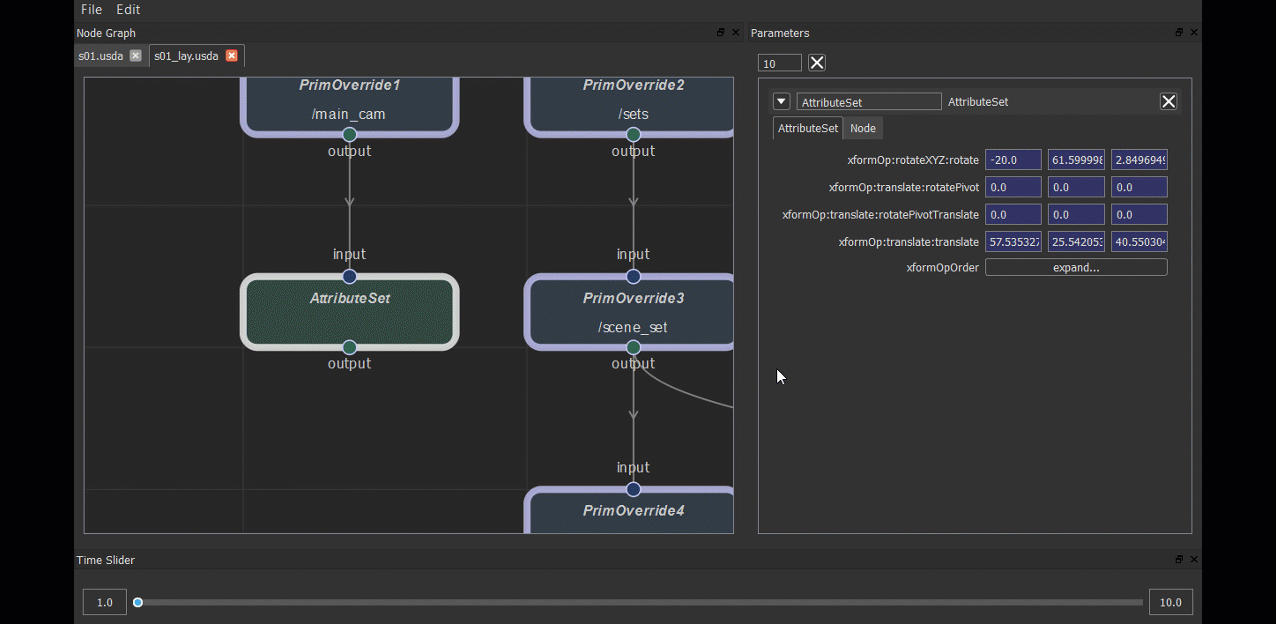 File Edit
Node Graph
s01.usda s01_lay.usda
PrimOverride1
/main_cam
output
input
AttributeSet
output
PrimOverride2
/sets
output
input
PrimOverride3
/scene_set
output
input
PrimOverride4
Parameters
10
AttributeSet AttributeSet
AttributeSet Node
xformOp:rotateXYZ:rotate -20.0 61.599998 2.8496949
xformOp:translate:rotatePivot 0.0 0.0 0.0
xformOp:translate:rotatePivotTranslate 0.0 0.0 0.0
xformOp:translate:translate 57.535327 25.542053 40.550304
xformOpOrder expand...
Time Slider
1.0 10.0